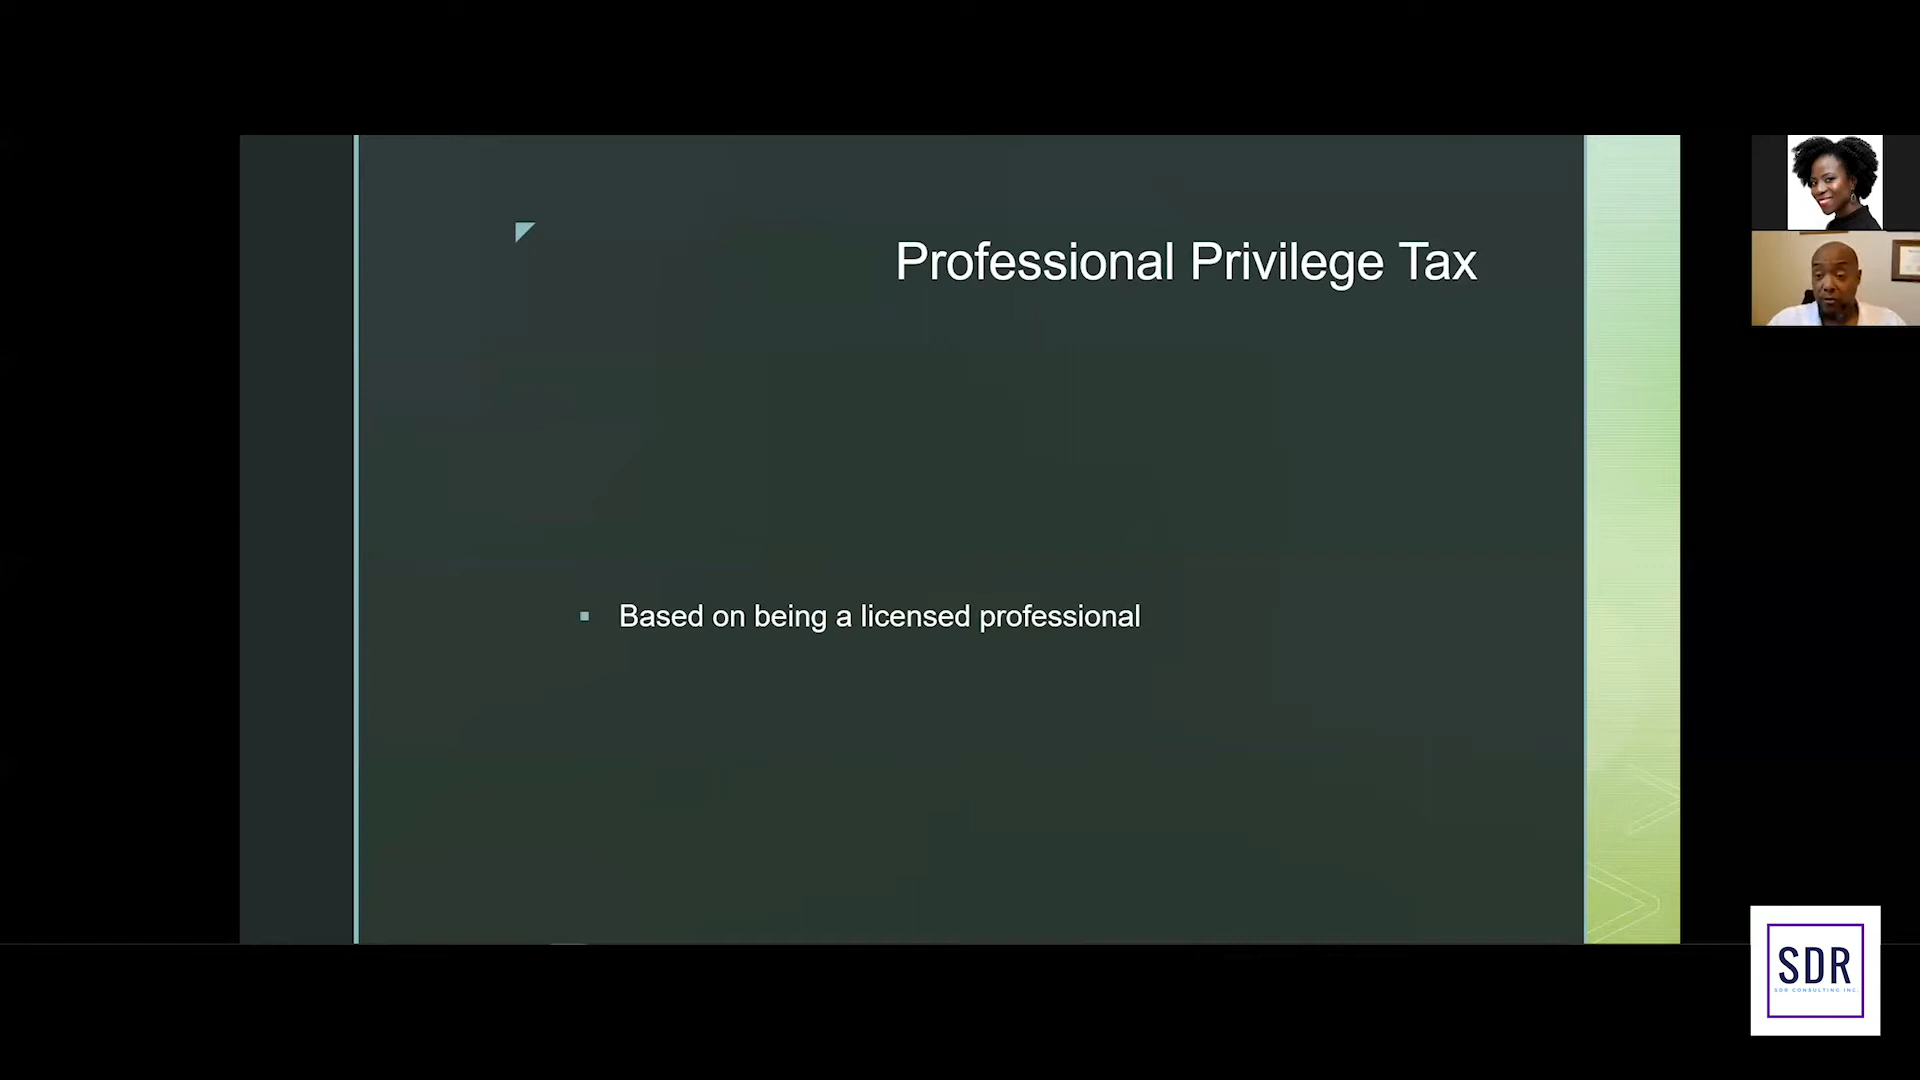 Professional Privilege Tax
Based on being a licensed professional
SDR
SDR CONSULTING INC.